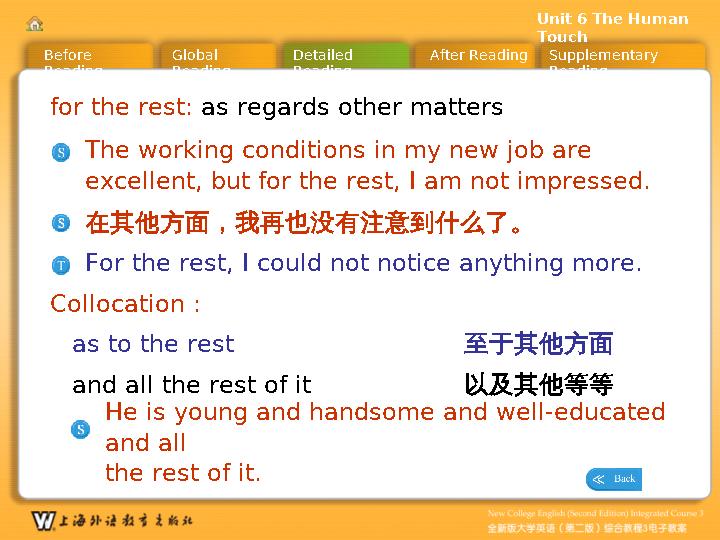 Unit 6 The Human
Touch
Before
Reading
Global
Reading
Detailed
Reading
After Reading
Supplementary
Reading
for the rest: as regards other matters
S The working conditions in my new job are
excellent, but for the rest, I am not impressed.
S 在其他方面，我再也没有注意到什么了。
T For the rest, I could not notice anything more.
Collocation :
as to the rest 至于其他方面
and all the rest of it 以及其他等等
S He is young and handsome and well-educated
and all
the rest of it.
≪ Back
W 上海外语教育出版社
New College English (Second Edition) Integrated Course 3
全新版大学英语（第二版）综合教程3电子教案